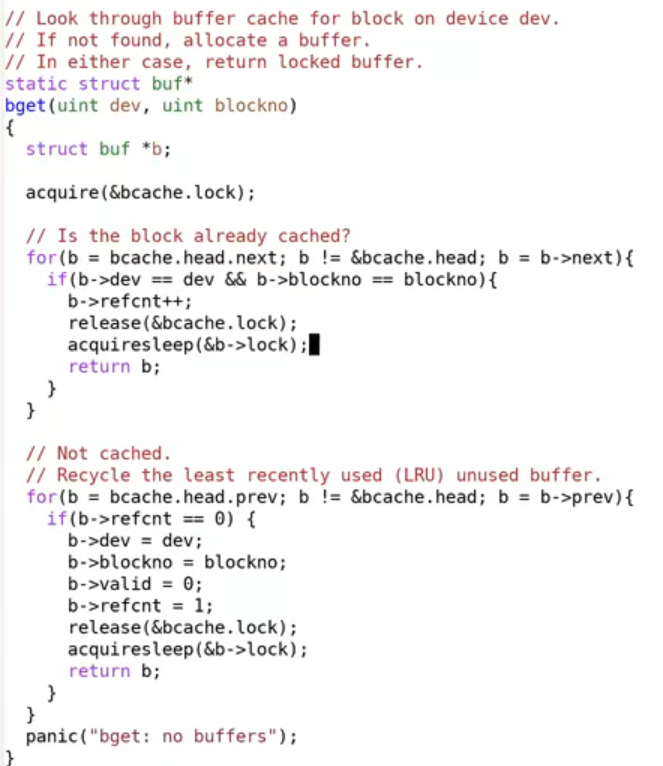 // Look through buffer cache for block on device dev.
// If not found, allocate a buffer.
// In either case, return locked buffer.
static struct buf*
bget(uint dev, uint blockno)
{
  struct buf *b;

  acquire(&bcache.lock);

  // Is the block already cached?
  for(b = bcache.head.next; b != &bcache.head; b = b->next){
    if(b->dev == dev && b->blockno == blockno){
      b->refcnt++;
      release(&bcache.lock);
      acquiresleep(&b->lock);
      return b;
    }
  }

  // Not cached.
  // Recycle the least recently used (LRU) unused buffer.
  for(b = bcache.head.prev; b != &bcache.head; b = b->prev){
    if(b->refcnt == 0) {
      b->dev = dev;
      b->blockno = blockno;
      b->valid = 0;
      b->refcnt = 1;
      release(&bcache.lock);
      acquiresleep(&b->lock);
      return b;
    }
  }
  panic("bget: no buffers");
}